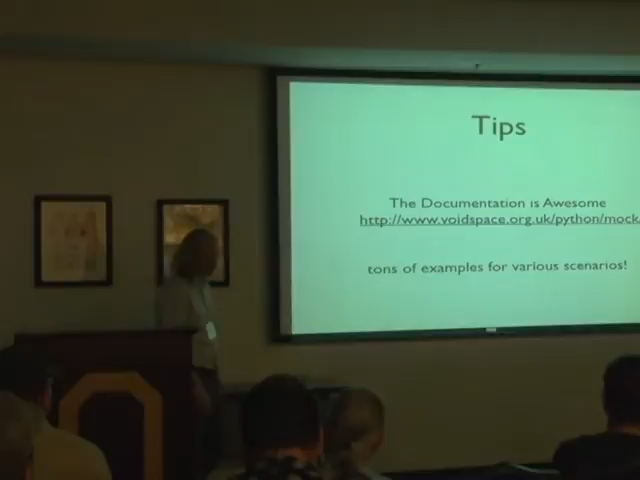 Tips
The Documentation is Awesome
http://www.voidspace.org.uk/python/mock
tons of examples for various scenarios!